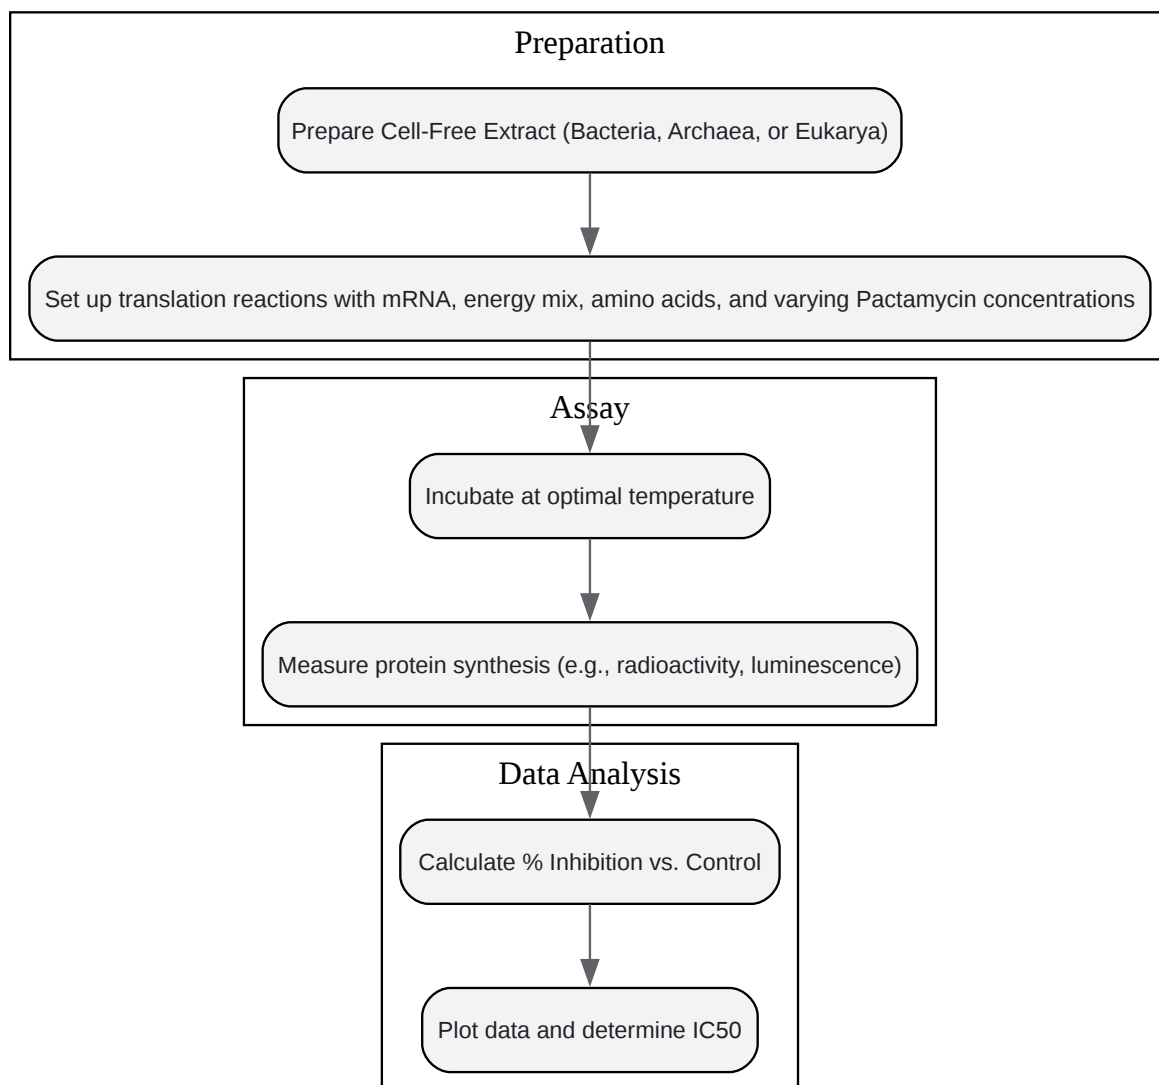 Preparation
Prepare Cell-Free Extract (Bacteria, Archaea, or Eukarya)
Set up translation reactions with mRNA, energy mix, amino acids, and varying Pactamycin concentrations
Assay
Incubate at optimal temperature
Measure protein synthesis (e.g., radioactivity, luminescence)
Data Analysis
Calculate % Inhibition vs. Control
Plot data and determine IC50